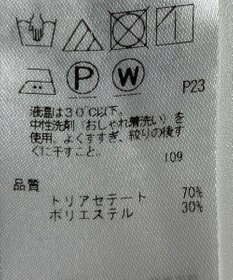 P
W
P23
液温は30℃以下。
中性洗剤(おしゃれ着洗い)を
使用。よくすすぎ、絞りの後す
ぐに干すこと。
109
品質
トリアセテート 70%
ポリエステル 30%